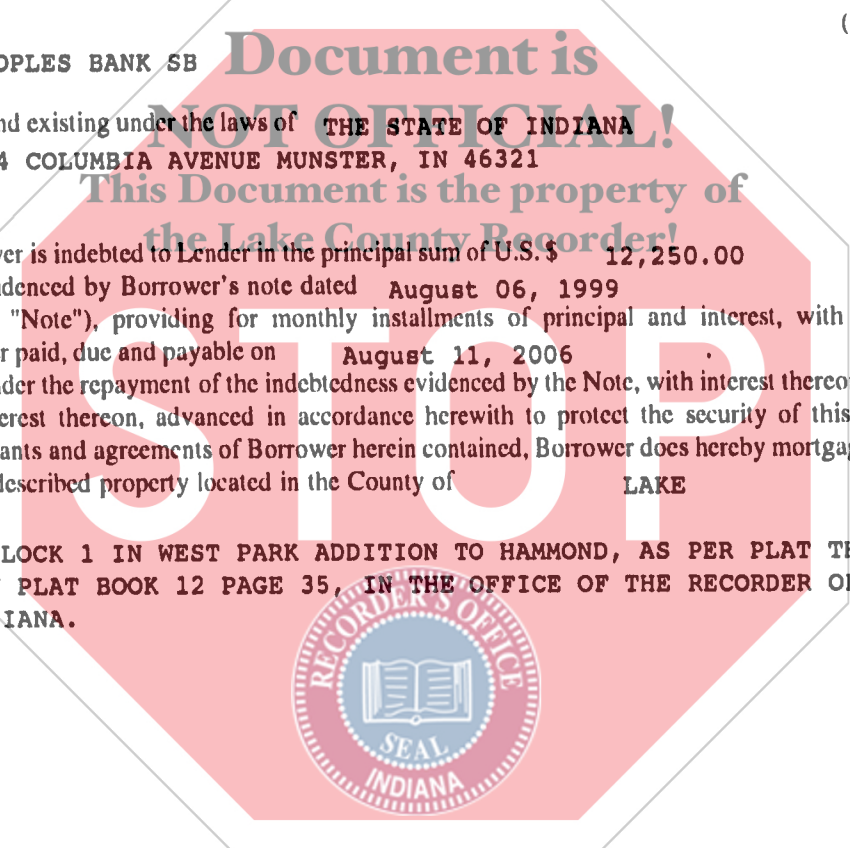 (
OPLES BANK SB
Document is
nd existing under the laws of THE STATE OF INDIANA
NOT OFFICIAL!
4 COLUMBIA AVENUE MUNSTER, IN 46321
This Document is the property of
the Lake County Recorder!
ver is indebted to Lender in the principal sum of U.S. $ 12,250.00
idenced by Borrower's note dated August 06, 1999
"Note"), providing for monthly installments of principal and interest, with
r paid, due and payable on August 11, 2006
nder the repayment of the indebtedness evidenced by the Note, with interest thereo
erest thereon, advanced in accordance herewith to protect the security of this
ants and agreements of Borrower herein contained, Borrower does hereby mortga
described property located in the County of LAKE
STOP
LOCK 1 IN WEST PARK ADDITION TO HAMMOND, AS PER PLAT TH
PLAT BOOK 12 PAGE 35, IN THE OFFICE OF THE RECORDER O
IANA.
RECORDER'S OFFICE
SEAL
INDIANA